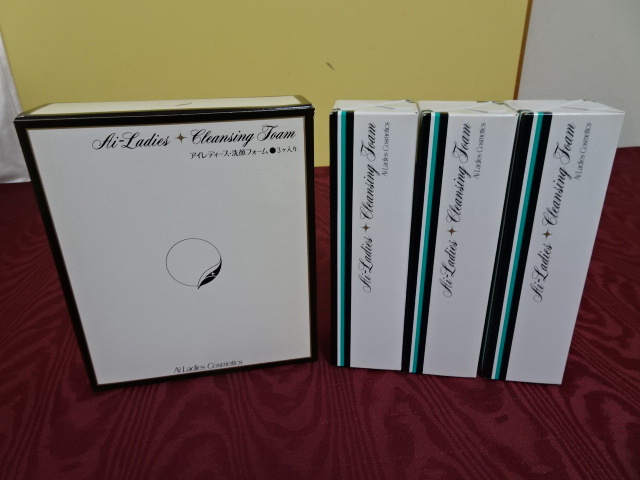 Ai-Ladies ✦ Cleansing Foam
アイレディース・洗顔フォーム ●3ヶ入り
Ai Ladies Cosmetics
Ai-Ladies ✦ Cleansing Foam
Ai Ladies Cosmetics
Ai-Ladies ✦ Cleansing Foam
Ai Ladies Cosmetics
Ai-Ladies ✦ Cleansing Foam
Ai Ladies Cosmetics